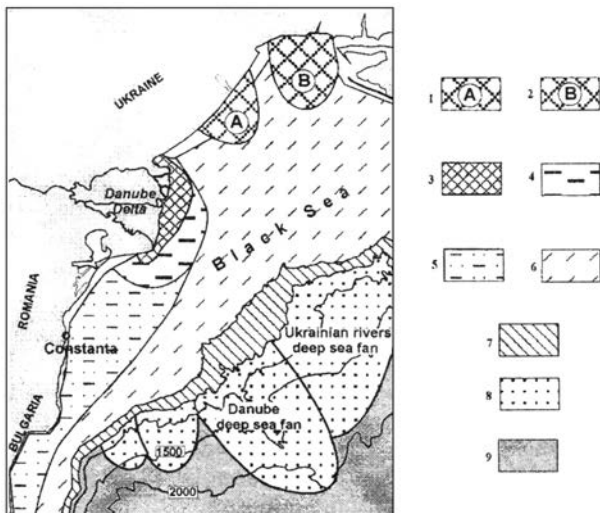 UKRAINE
B
A
Danube
Delta
Black Sea
ROMANIA
Constanta
BULGARIA
Ukrainian rivers
deep sea fan
Danube
deep sea fan
1500
2000
1 A
2 B
3
4
5
6
7
8
9